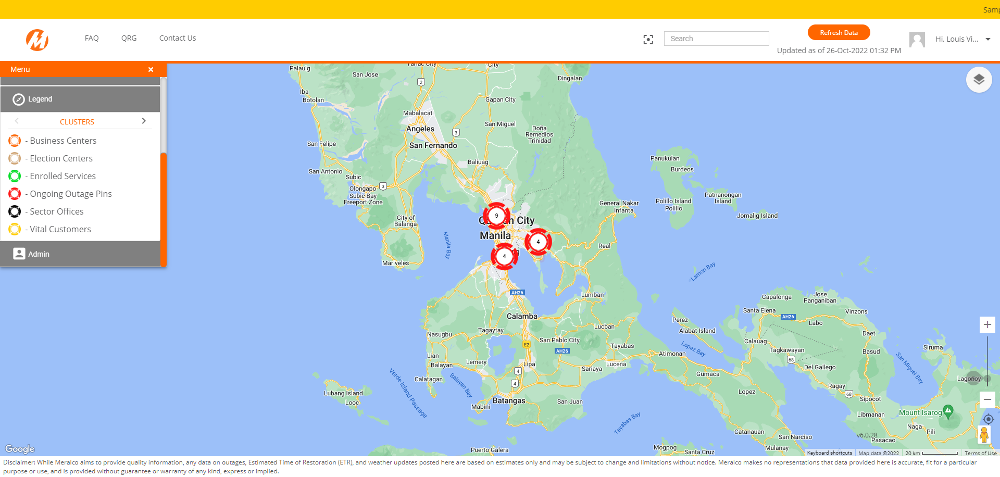 Samp
FAQ
QRG
Contact Us
Search
Refresh Data
Updated as of 26-Oct-2022 01:32 PM
Hi, Louis Vi...
Menu
×
Legend
CLUSTERS
- Business Centers
- Election Centers
- Enrolled Services
- Ongoing Outage Pins
- Sector Offices
- Vital Customers
Admin
Palauig
Tarlac City
City
San Jose
2
Dingalan
Iba
Botolan
Gapan City
Mabalacat
Angeles
San Miguel
3
Doña
Remedios
Trinidad
San Felipe
San Fernando
Baliuag
San Antonio
Subic
Olongapo
3
Subic Bay
Freeport Zone
Panukulan
Burdeos
Patnanongan
Island
Polillo Island
Polillo
Jomalig Island
General Nakar
Infanta
City of
Balanga
9
City
Manila
4
4
Real
Manila Bay
Mariveles
Lamon Bay
AH26
Lumban
Calamba
Capalonga
Jose
Panganiban
Santa Elena
AH26
Vinzons
Labo
Perez
Alabat Island
Daet
Nasugbu
Tagaytay
Lucban
San Pablo City
E2
AH26
Tayabas
Calauag
Tagkawayan
68
Basud
Siruma
Lopez Bay
Atimonan
San Miguel Bay
Lian
Balayan
Lemery
Lipa
4
4
Sariaya
Lucena
Gumaca
Del Gallego
Calatagan
Balayan Bay
Verde Island Passage
Lagonoy
Ragay
68
Lopez
Sipocot
Lubang Island
Looc
Mabini
Batangas
San Juan
Libmanan
Mount Isarog
Tayabas Bay
Naga
Pili
Catanauan
San Narciso
v6.0.28
Pasacao
Mulanay
Puerto Galera
Mogpog
Santa Cruz
Google
Keyboard shortcuts
Map data ©2022
20 km
Terms of Use
Disclaimer: While Meralco aims to provide quality information, any data on outages, Estimated Time of Restoration (ETR), and weather updates posted here are based on estimates only and may be subject to change and limitations without notice. Meralco makes no representations that data provided here is accurate, fit for a particular
purpose or use, and is provided without guarantee or warranty of any kind, express or implied.